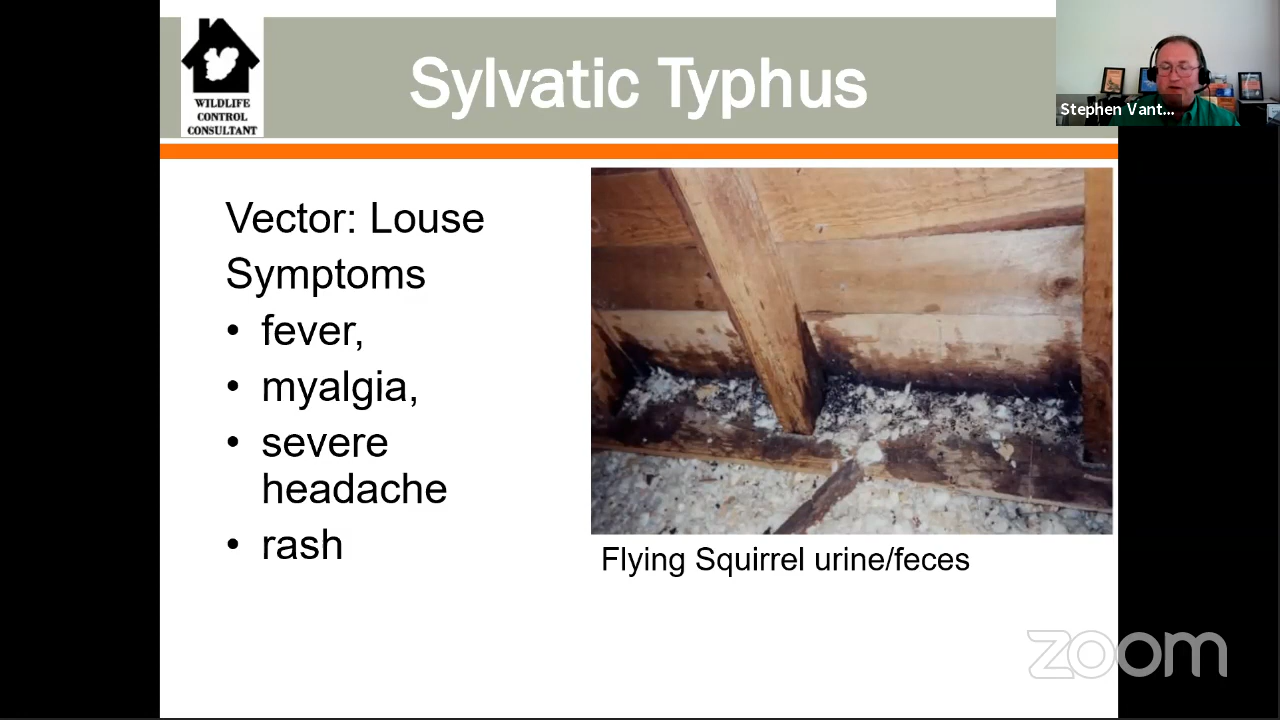 Sylvatic Typhus
WILDLIFE
CONTROL
CONSULTANT
Stephen Vant...
Vector: Louse
Symptoms
• fever,
• myalgia,
• severe
headache
• rash
Flying Squirrel urine/feces
zoom